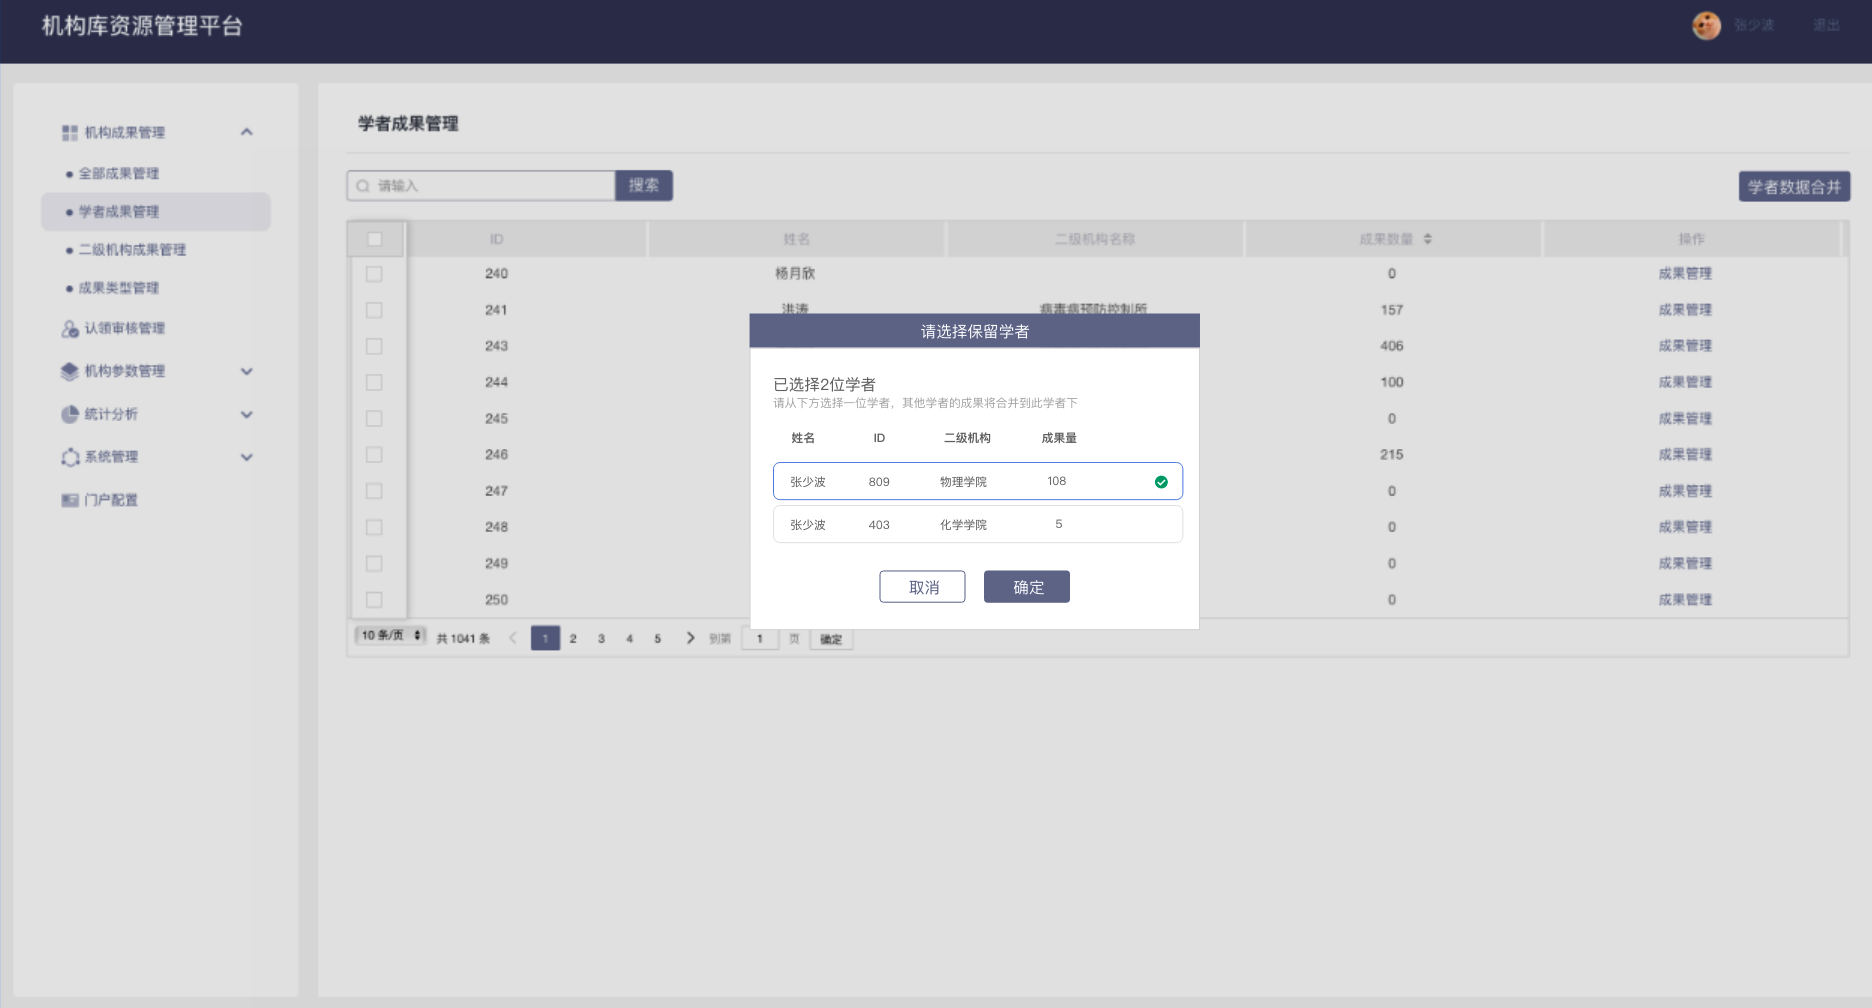 机构库资源管理平台
张少波 退出
机构成果管理
全部成果管理
学者成果管理
二级机构成果管理
成果类型管理
认领审核管理
机构参数管理
统计分析
系统管理
门户配置
学者成果管理
请输入 搜索 学者数据合并
ID 姓名 二级机构名称 成果数量 操作
240 杨月欣 0 成果管理
241 洪涛 病毒病预防控制所 157 成果管理
243 406 成果管理
244 100 成果管理
245 0 成果管理
246 215 成果管理
247 0 成果管理
248 0 成果管理
249 0 成果管理
250 0 成果管理
10 条/页 共 1041 条 1 2 3 4 5 到第 1 页 确定
请选择保留学者
已选择2位学者
请从下方选择一位学者，其他学者的成果将合并到此学者下
姓名 ID 二级机构 成果量
张少波 809 物理学院 108
张少波 403 化学学院 5
取消 确定